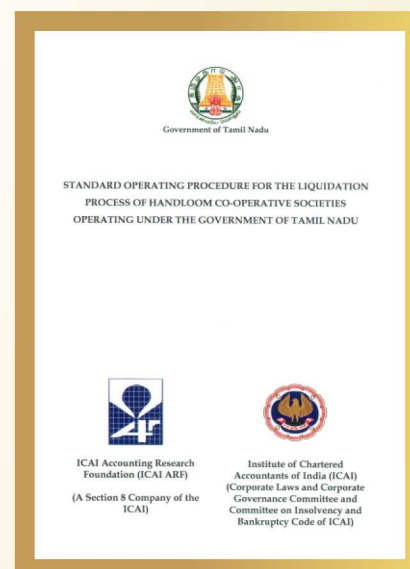 Government of Tamil Nadu
STANDARD OPERATING PROCEDURE FOR THE LIQUIDATION
PROCESS OF HANDLOOM CO-OPERATIVE SOCIETIES
OPERATING UNDER THE GOVERNMENT OF TAMIL NADU
ICAI Accounting Research
Foundation (ICAI ARF)
(A Section 8 Company of the
ICAI)
Institute of Chartered
Accountants of India (ICAI)
(Corporate Laws and Corporate
Governance Committee and
Committee on Insolvency and
Bankruptcy Code of ICAI)